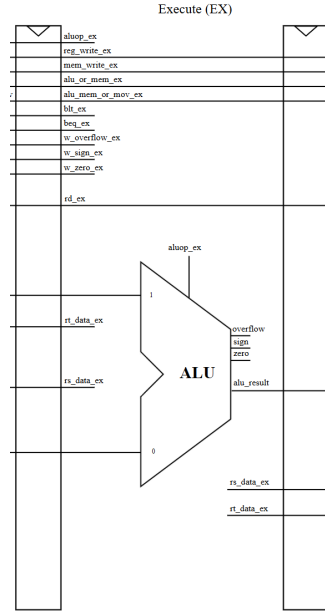 Execute (EX)
aluop_ex
reg_write_ex
mem_write_ex
alu_or_mem_ex
alu_mem_or_mov_ex
blt_ex
beq_ex
w_overflow_ex
w_sign_ex
w_zero_ex
rd_ex
aluop_ex
1
rt_data_ex
overflow
sign
zero
ALU
rs_data_ex
alu_result
0
rs_data_ex
rt_data_ex